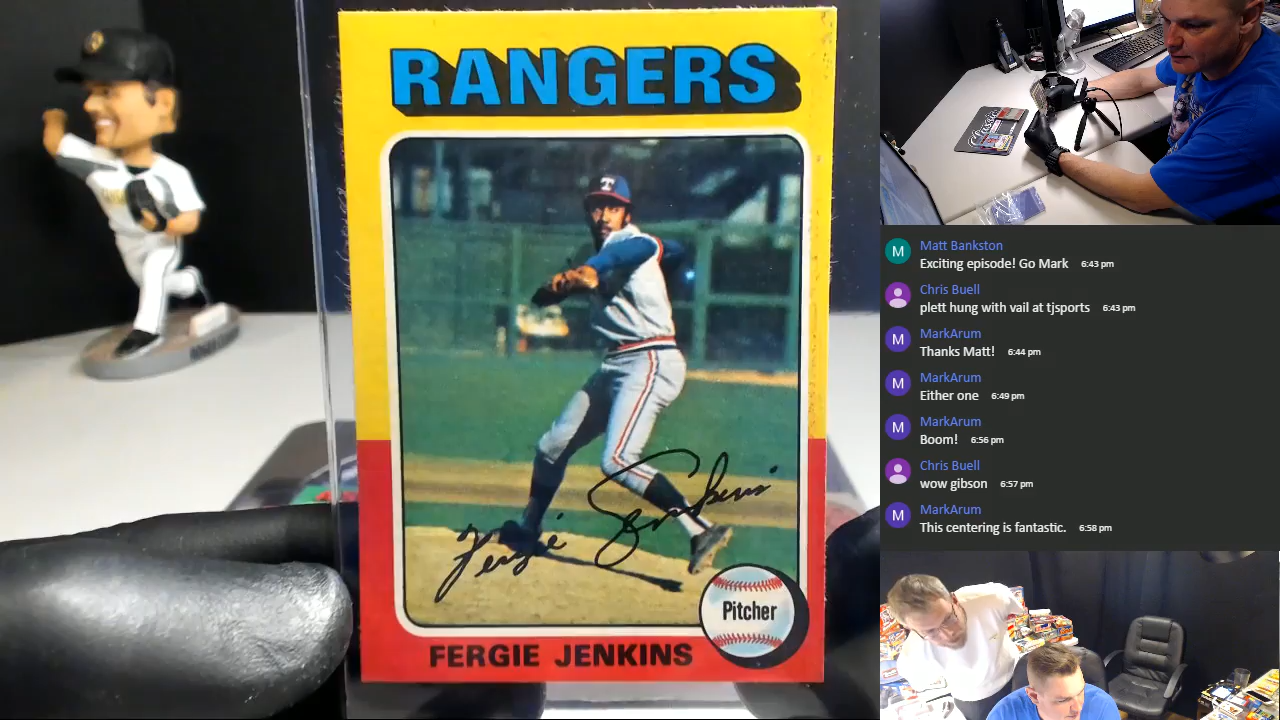 RANGERS
T
Fergie Jenkins
Pitcher
FERGIE JENKINS
M
Matt Bankston
Exciting episode! Go Mark 6:43 pm
Chris Buell
plett hung with vail at tjsports 6:43 pm
M
MarkArum
Thanks Matt! 6:44 pm
M
MarkArum
Either one 6:49 pm
M
MarkArum
Boom! 6:56 pm
Chris Buell
wow gibson 6:57 pm
M
MarkArum
This centering is fantastic. 6:58 pm